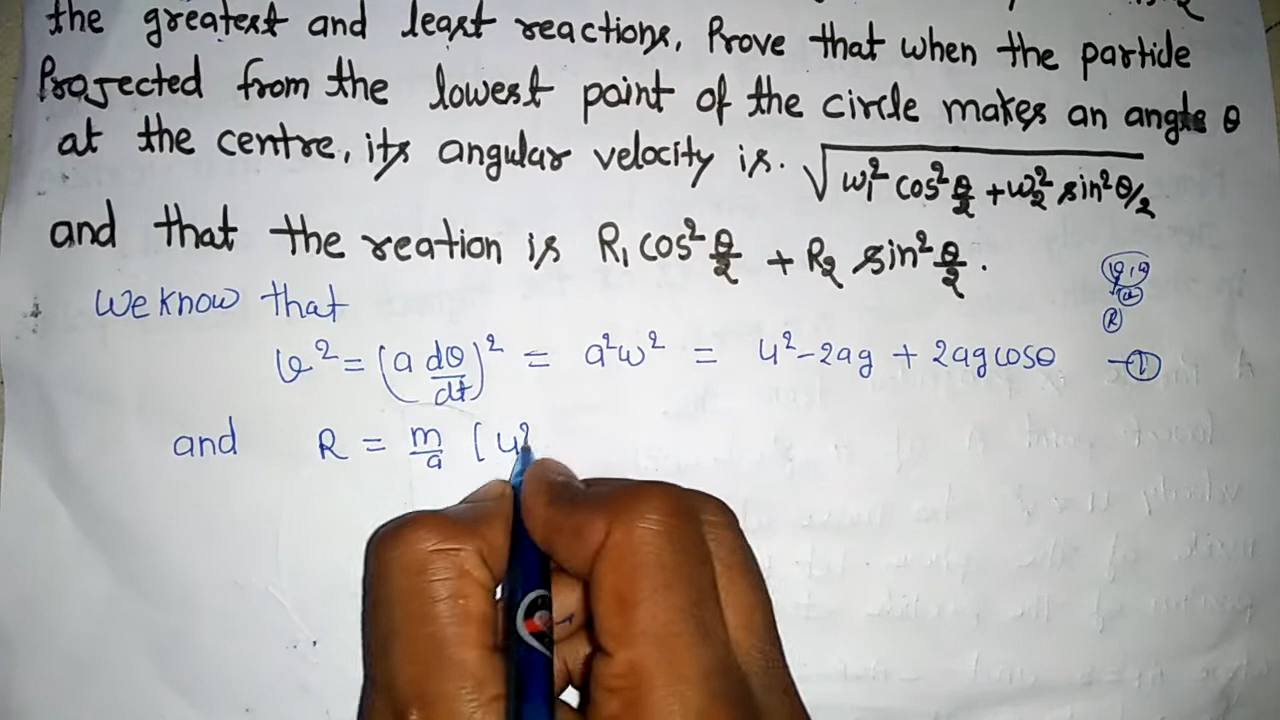 the greatest and least reactions, Prove that when the particle
Projected from the lowest point of the circle makes an angle θ
at the centre, its angular velocity is. √(ω₁² cos² θ/2 + ω₂² sin² θ/2)
and that the reation is R₁ cos² θ/2 + R₂ sin² θ/2.
We know that
v² = (a dθ/dt)² = a²ω² = u² - 2ag + 2ag cosθ —①
and R = m/a [u²